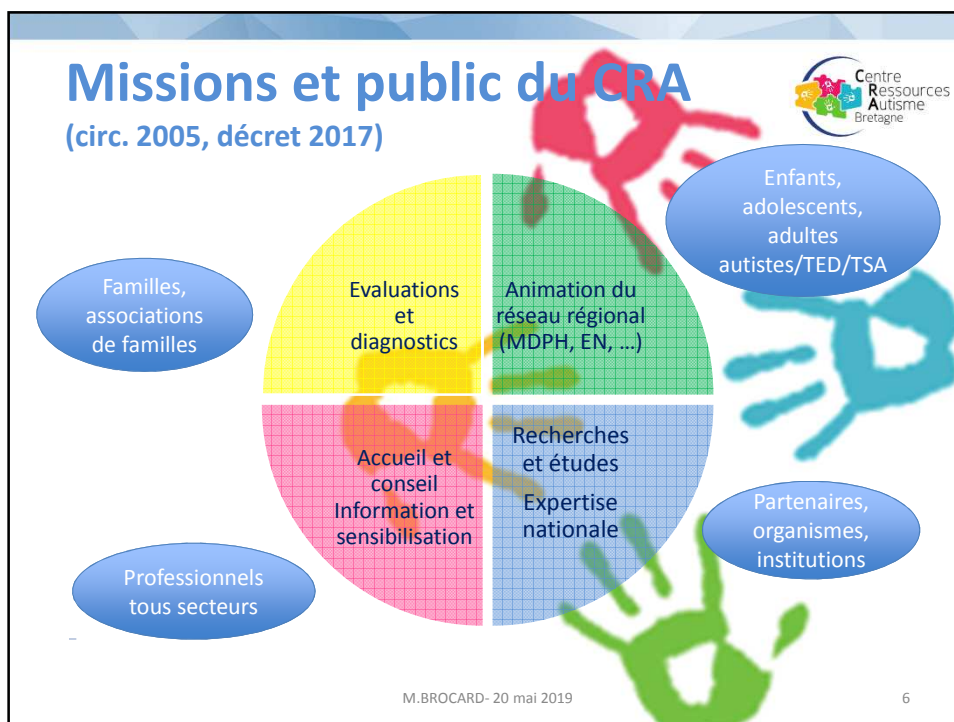 Missions et public du CRA
(circ. 2005, décret 2017)
Centre
Ressources
Autisme
Bretagne
Enfants,
adolescents,
adultes
autistes/TED/TSA
Familles,
associations
de familles
Evaluations
et
diagnostics
Animation du
réseau régional
(MDPH, EN, ...)
Accueil et
conseil
Information et
sensibilisation
Recherches
et études
Expertise
nationale
Partenaires,
organismes,
institutions
Professionnels
tous secteurs
–
M.BROCARD- 20 mai 2019
6